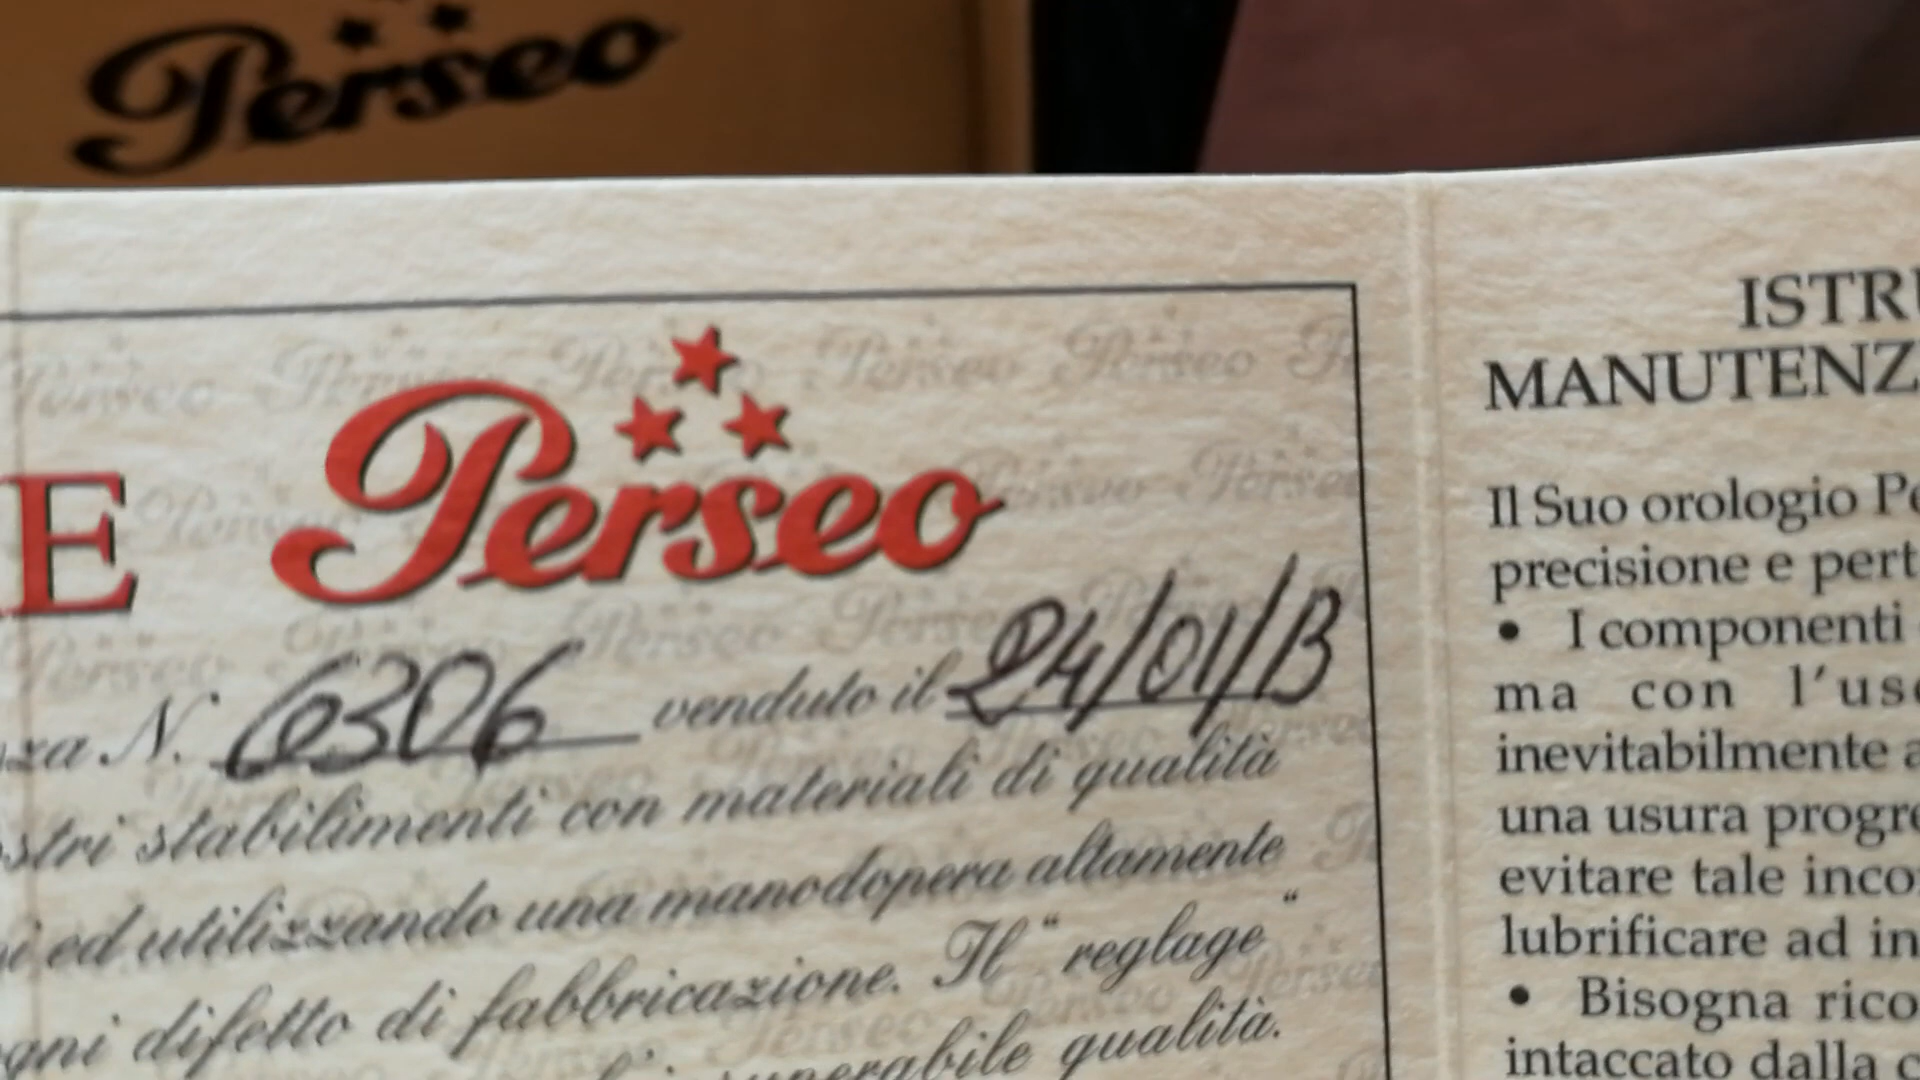 Perseo
E Perseo
za N. 6306 venduto il 24/01/13
stri stabilimenti con materiali di qualità
i ed utilizzando una manodopera altamente
gni difetto di fabbricazione. Il "reglage"
superabile qualità.
ISTRU
MANUTENZ
Il Suo orologio Pe
precisione e pert
• I componenti
ma con l'uso
inevitabilmente a
una usura progre
evitare tale inco
lubrificare ad in
• Bisogna rico
intaccato dalla c